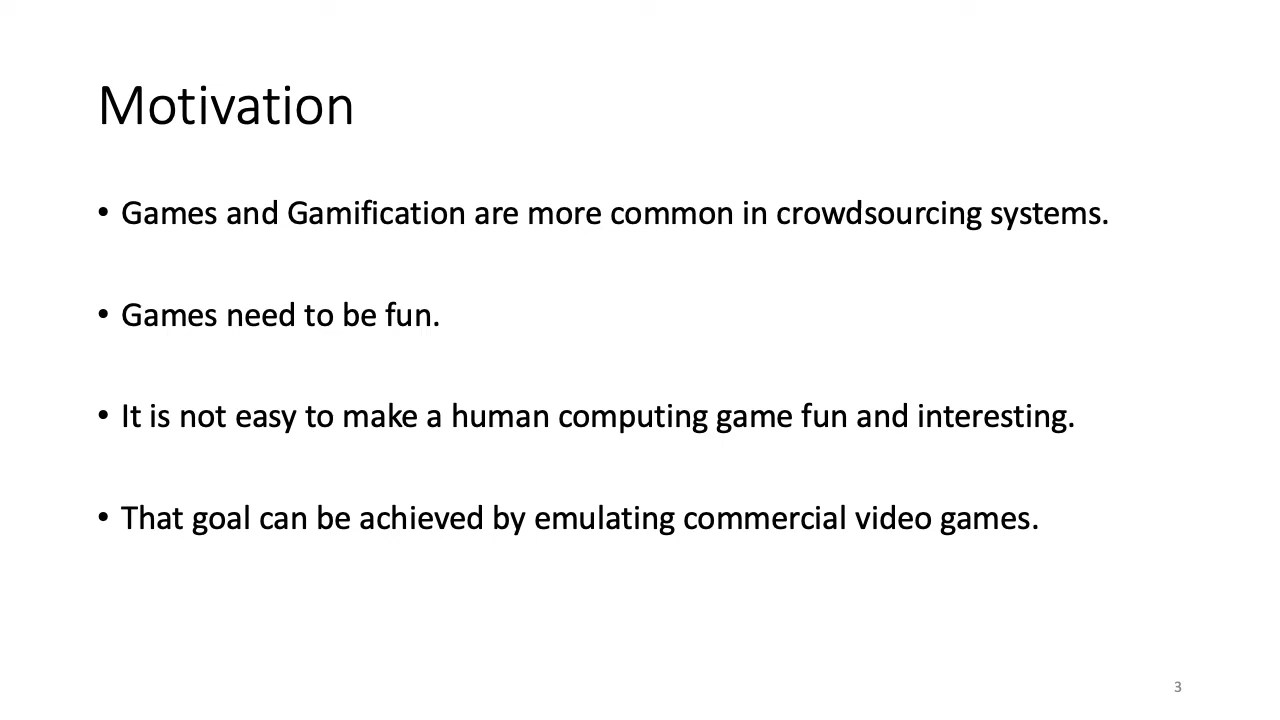 Motivation
• Games and Gamification are more common in crowdsourcing systems.
• Games need to be fun.
• It is not easy to make a human computing game fun and interesting.
• That goal can be achieved by emulating commercial video games.
3